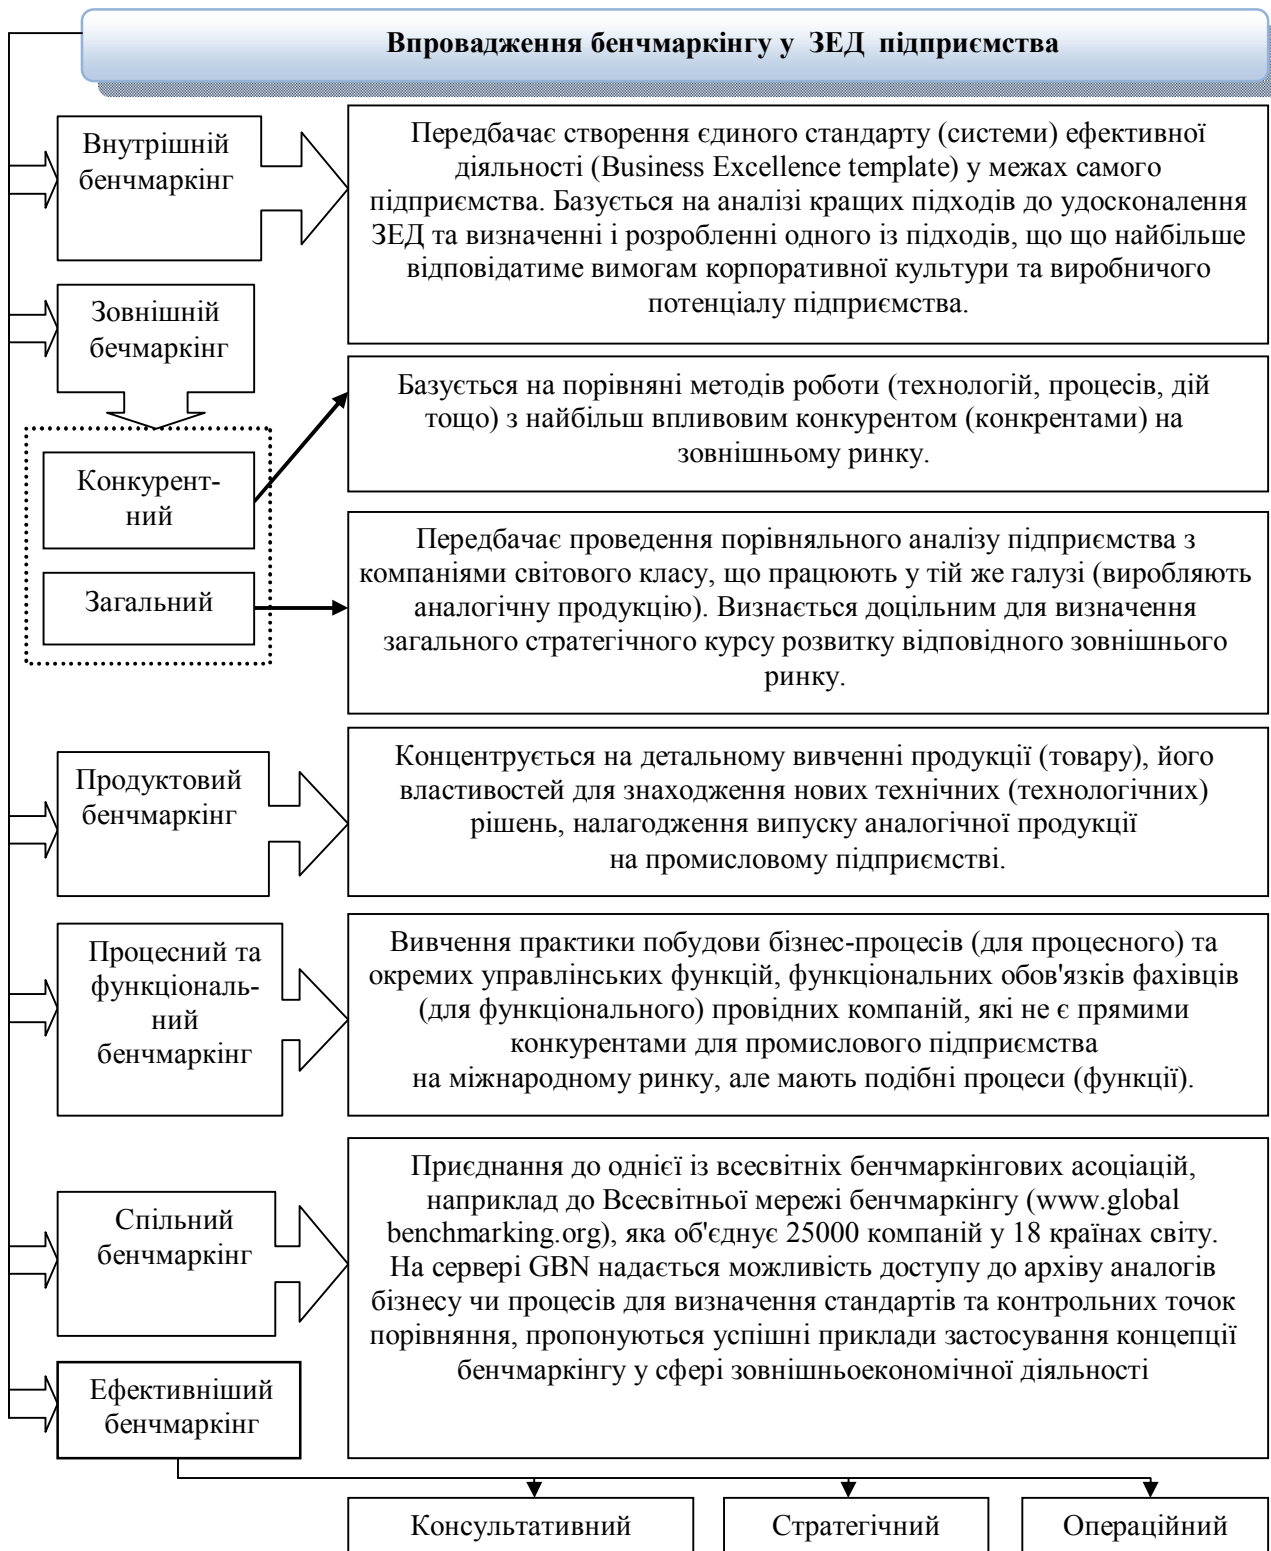 Впровадження бенчмаркінгу у ЗЕД підприємства
Внутрішній
бенчмаркінг
Передбачає створення єдиного стандарту (системи) ефективної
діяльності (Business Excellence template) у межах самого
підприємства. Базується на аналізі кращих підходів до удосконалення
ЗЕД та визначенні і розробленні одного із підходів, що що найбільше
відповідатиме вимогам корпоративної культури та виробничого
потенціалу підприємства.
Зовнішній
бечмаркінг
Конкурент-
ний
Базується на порівняні методів роботи (технологій, процесів, дій
тощо) з найбільш впливовим конкурентом (конкрентами) на
зовнішньому ринку.
Загальний
Передбачає проведення порівняльного аналізу підприємства з
компаніями світового класу, що працюють у тій же галузі (виробляють
аналогічну продукцію). Визнається доцільним для визначення
загального стратегічного курсу розвитку відповідного зовнішнього
ринку.
Продуктовий
бенчмаркінг
Концентрується на детальному вивченні продукції (товару), його
властивостей для знаходження нових технічних (технологічних)
рішень, налагодження випуску аналогічної продукції
на промисловому підприємстві.
Процесний та
функціональ-
ний
бенчмаркінг
Вивчення практики побудови бізнес-процесів (для процесного) та
окремих управлінських функцій, функціональних обов'язків фахівців
(для функціонального) провідних компаній, які не є прямими
конкурентами для промислового підприємства
на міжнародному ринку, але мають подібні процеси (функції).
Спільний
бенчмаркінг
Приєднання до однієї із всесвітніх бенчмаркінгових асоціацій,
наприклад до Всесвітньої мережі бенчмаркінгу (www.global
benchmarking.org), яка об'єднує 25000 компаній у 18 країнах світу.
На сервері GBN надається можливість доступу до архіву аналогів
бізнесу чи процесів для визначення стандартів та контрольних точок
порівняння, пропонуються успішні приклади застосування концепції
бенчмаркінгу у сфері зовнішньоекономічної діяльності
Ефективніший
бенчмаркінг
Консультативний
Стратегічний
Операційний